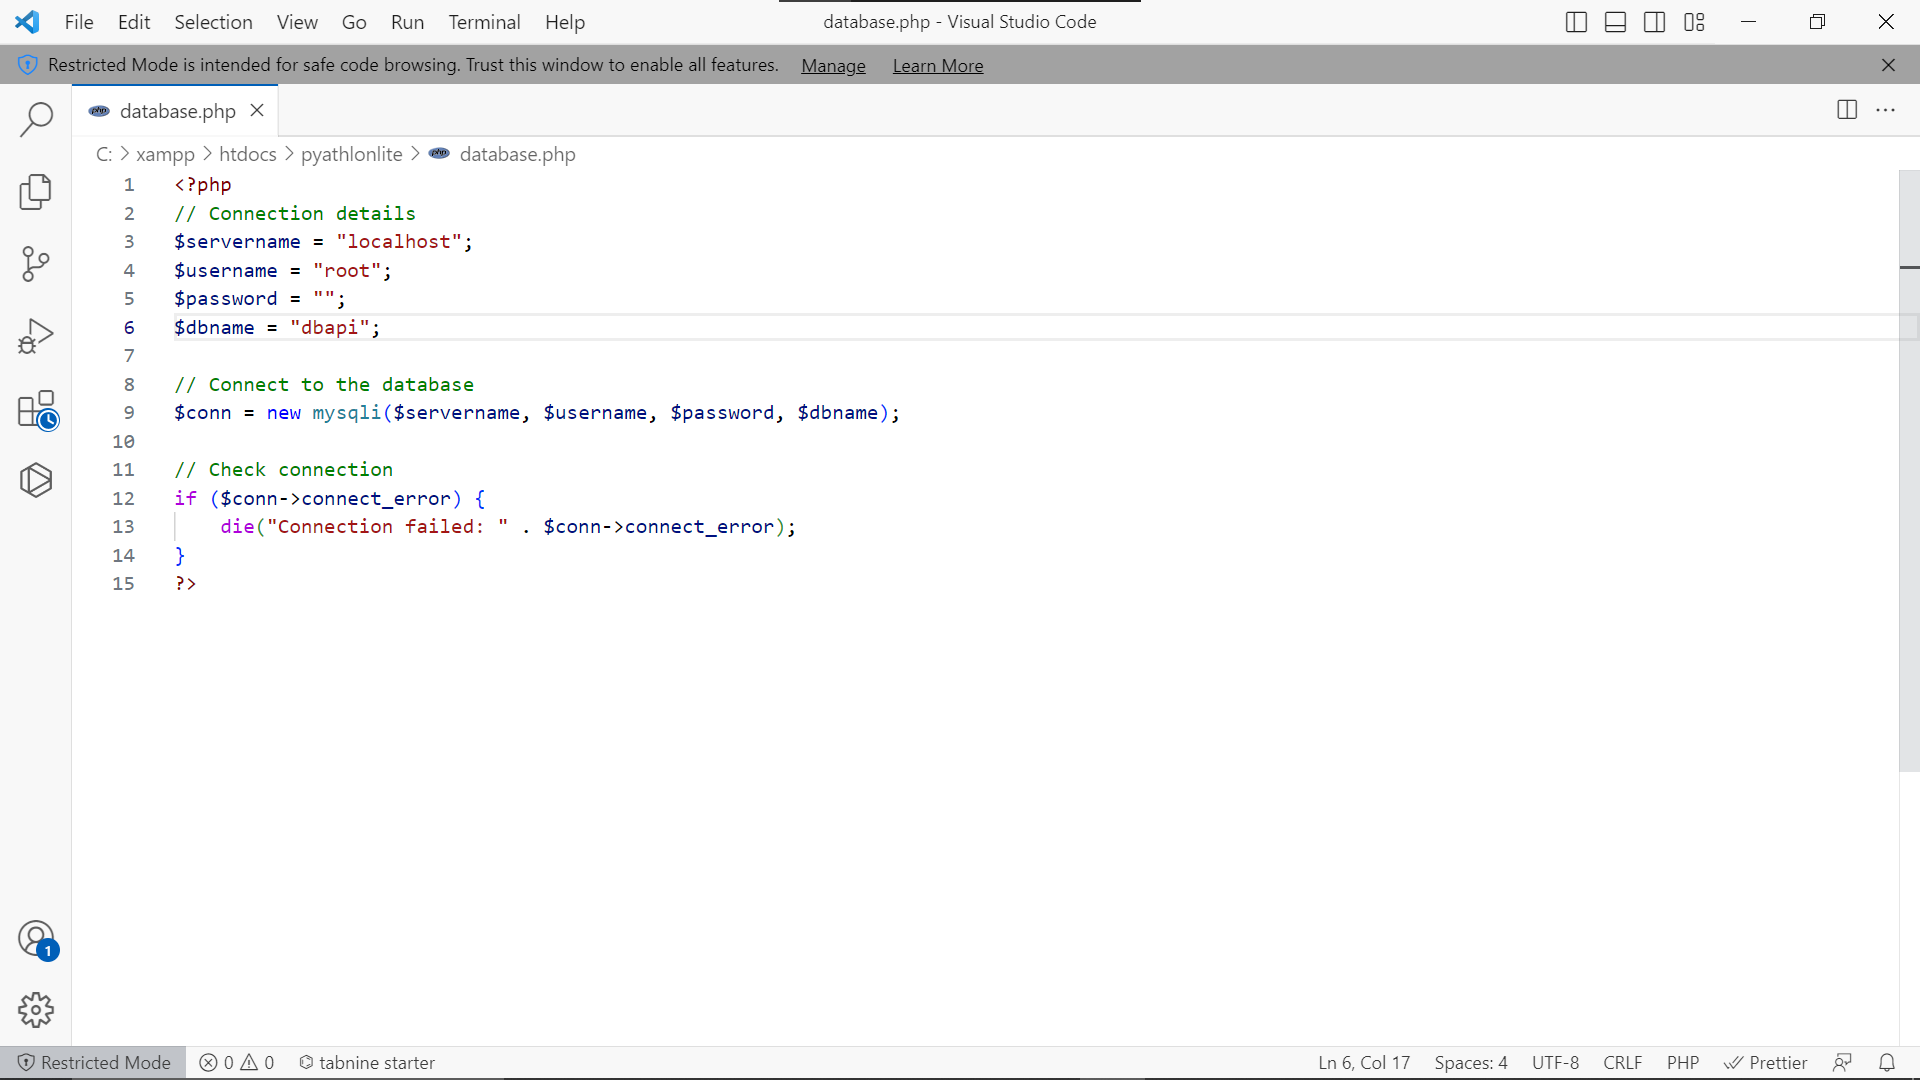 File Edit Selection View Go Run Terminal Help database.php - Visual Studio Code
Restricted Mode is intended for safe code browsing. Trust this window to enable all features. Manage Learn More
php database.php
C: > xampp > htdocs > pyathlonlite > php database.php
1 <?php
2 // Connection details
3 $servername = "localhost";
4 $username = "root";
5 $password = "";
6 $dbname = "dbapi";
7
8 // Connect to the database
9 $conn = new mysqli($servername, $username, $password, $dbname);
10
11 // Check connection
12 if ($conn->connect_error) {
13     die("Connection failed: " . $conn->connect_error);
14 }
15 ?>
1
Restricted Mode 0 0 tabnine starter Ln 6, Col 17 Spaces: 4 UTF-8 CRLF PHP Prettier